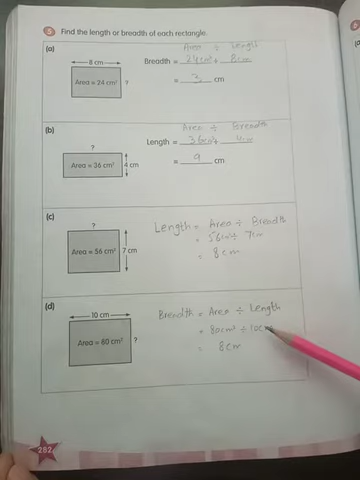 5 Find the length or breadth of each rectangle.
(a)
8 cm
Area = 24 cm²
?
Area ÷ Length
Breadth = 24cm² ÷ 8cm
= 3 cm
(b)
?
Area = 36 cm²
4 cm
Area ÷ Breadth
Length = 36cm² ÷ 4cm
= 9 cm
(c)
?
Area = 56 cm²
7 cm
Length = Area ÷ Breadth
= 56cm² ÷ 7cm
= 8cm
(d)
10 cm
Area = 80 cm²
?
Breadth = Area ÷ Length
= 80cm² ÷ 10cm
= 8cm
282